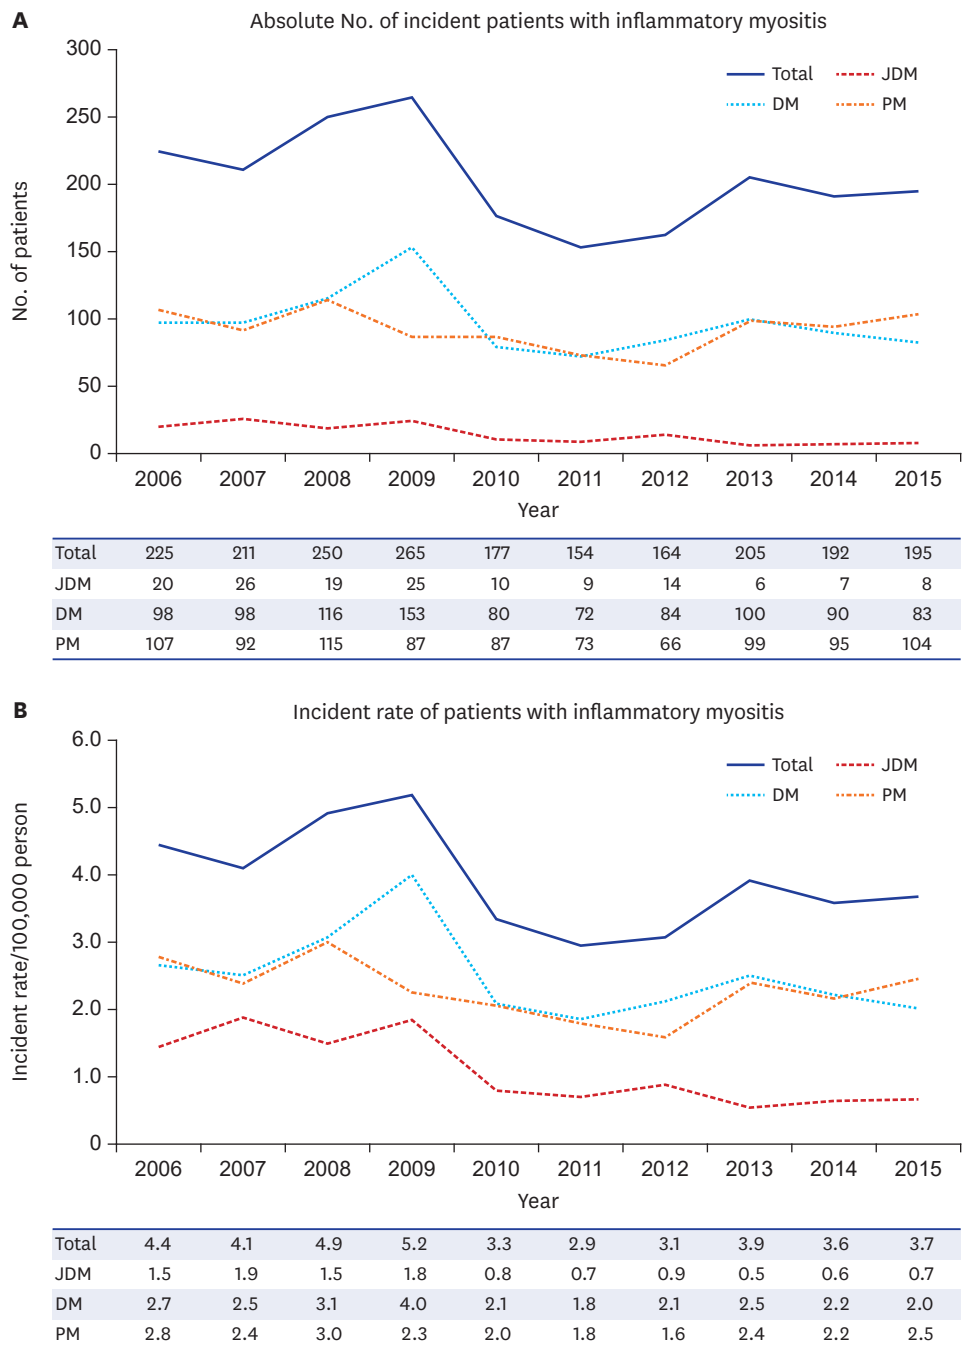 A Absolute No. of incident patients with inflammatory myositis
300
250
200
150
100
50
0
No. of patients
Total JDM
DM PM
2006 2007 2008 2009 2010 2011 2012 2013 2014 2015
Year
Total 225 211 250 265 177 154 164 205 192 195
JDM 20 26 19 25 10 9 14 6 7 8
DM 98 98 116 153 80 72 84 100 90 83
PM 107 92 115 87 87 73 66 99 95 104
B Incident rate of patients with inflammatory myositis
6.0
5.0
4.0
3.0
2.0
1.0
0
Incident rate/100,000 person
Total JDM
DM PM
2006 2007 2008 2009 2010 2011 2012 2013 2014 2015
Year
Total 4.4 4.1 4.9 5.2 3.3 2.9 3.1 3.9 3.6 3.7
JDM 1.5 1.9 1.5 1.8 0.8 0.7 0.9 0.5 0.6 0.7
DM 2.7 2.5 3.1 4.0 2.1 1.8 2.1 2.5 2.2 2.0
PM 2.8 2.4 3.0 2.3 2.0 1.8 1.6 2.4 2.2 2.5